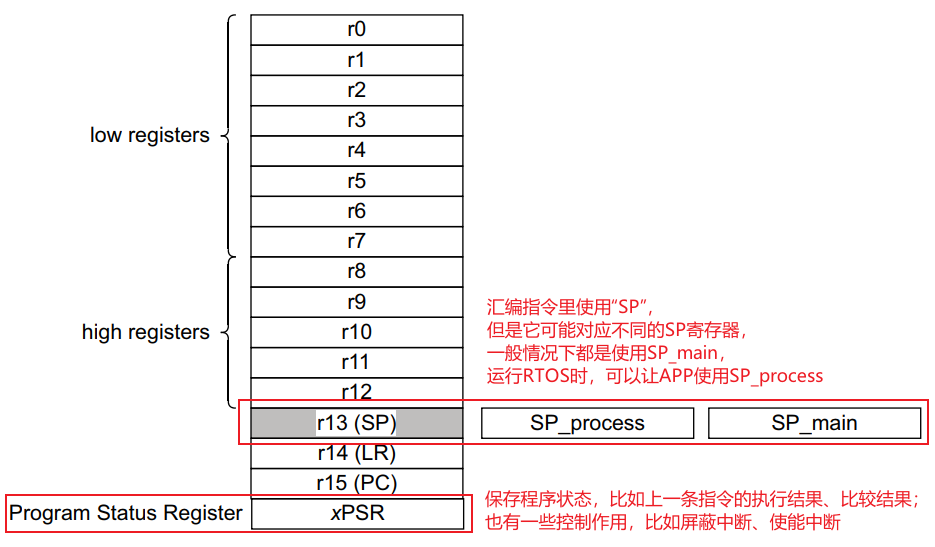 r0
r1
r2
r3
low registers
r4
r5
r6
r7
r8
r9
high registers
r10
r11
r12
汇编指令里使用“SP”，
但是它可能对应不同的SP寄存器，
一般情况下都是使用SP_main，
运行RTOS时，可以让APP使用SP_process
r13 (SP)
SP_process
SP_main
r14 (LR)
r15 (PC)
Program Status Register
xPSR
保存程序状态，比如上一条指令的执行结果、比较结果；
也有一些控制作用，比如屏蔽中断、使能中断